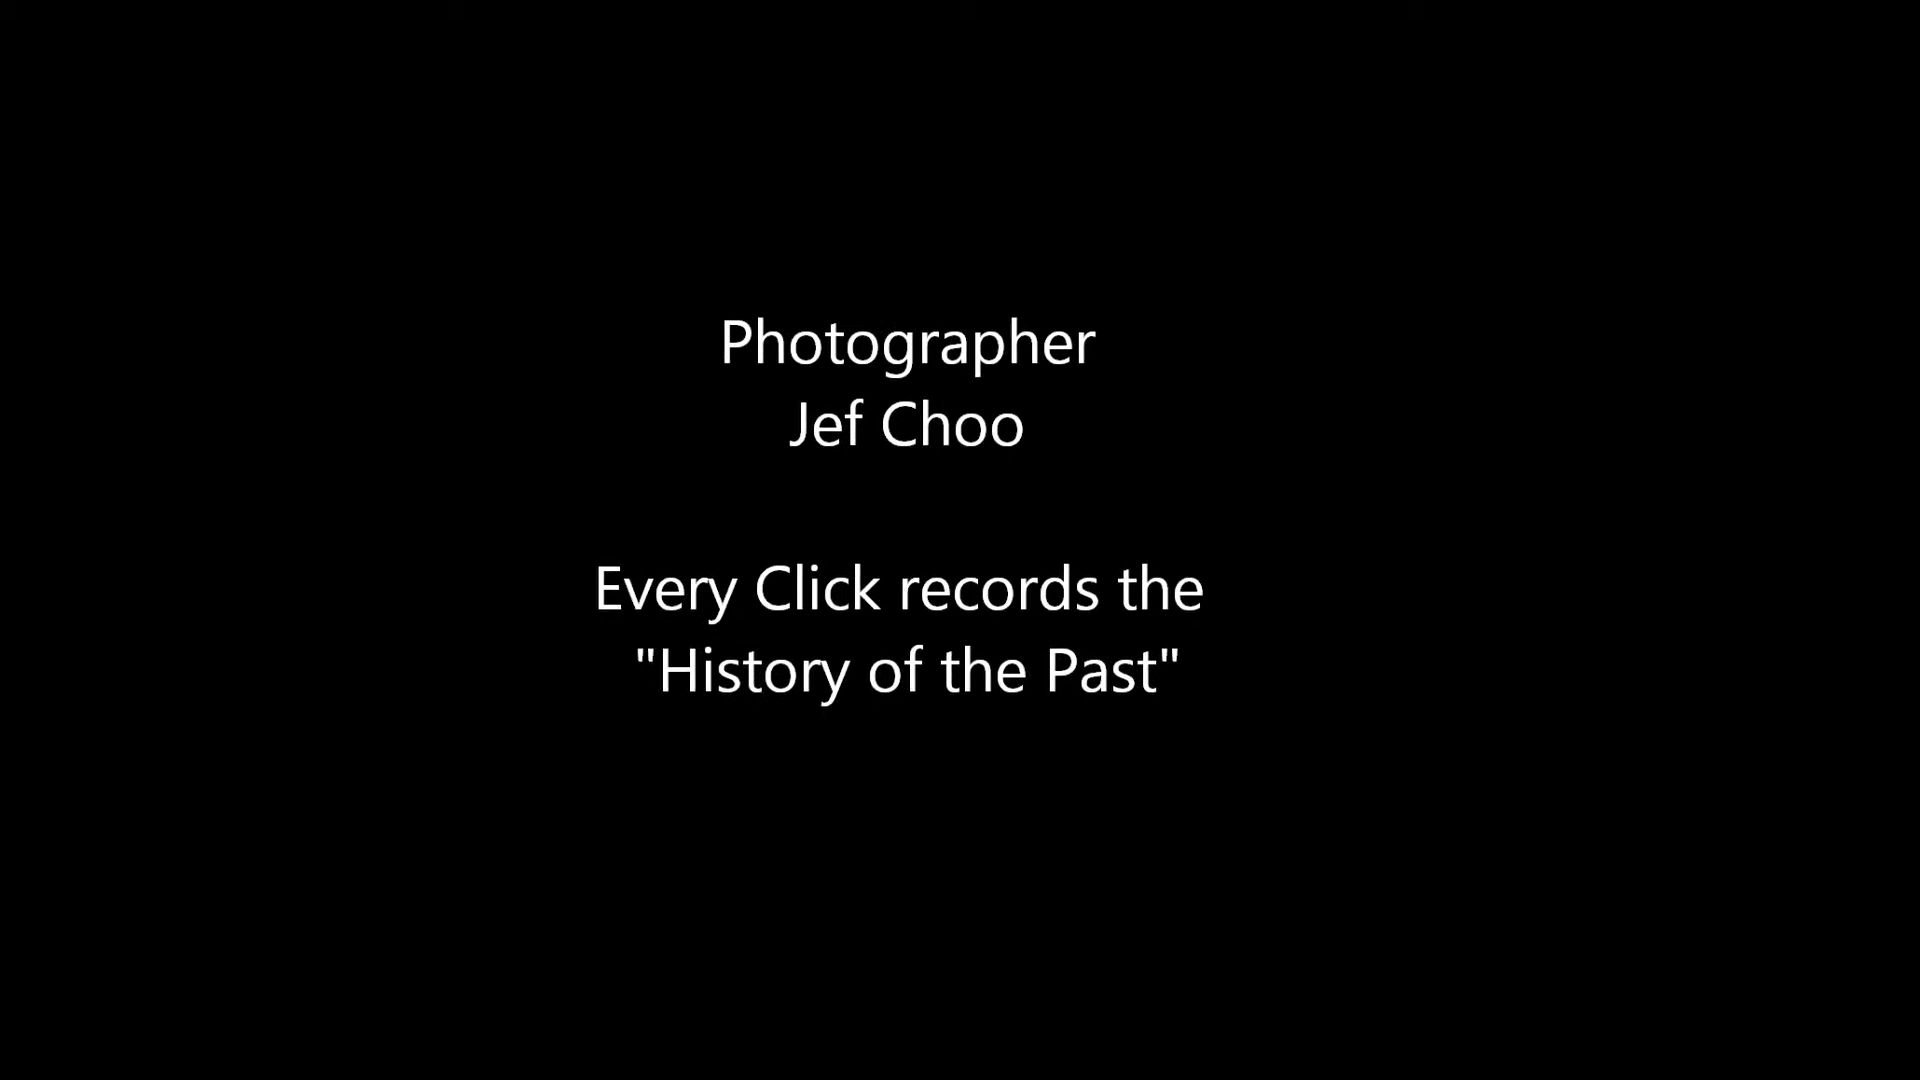 Photographer
Jef Choo
Every Click records the
"History of the Past"